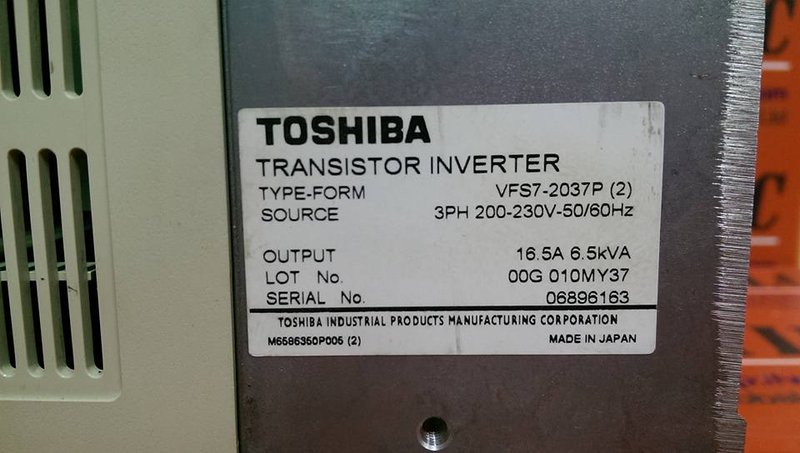 TOSHIBA
TRANSISTOR INVERTER
TYPE-FORM VFS7-2037P (2)
SOURCE 3PH 200-230V-50/60Hz
OUTPUT 16.5A 6.5kVA
LOT No. 00G 010MY37
SERIAL No. 06896163
TOSHIBA INDUSTRIAL PRODUCTS MANUFACTURING CORPORATION
M6586350P005 (2) MADE IN JAPAN